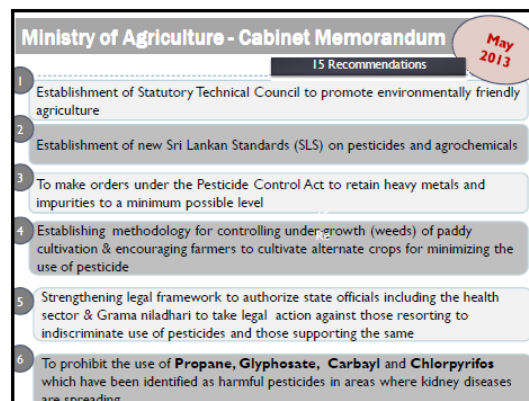 Ministry of Agriculture - Cabinet Memorandum
May
2013
15 Recommendations
1
Establishment of Statutory Technical Council to promote environmentally friendly
agriculture
2
Establishment of new Sri Lankan Standards (SLS) on pesticides and agrochemicals
3
To make orders under the Pesticide Control Act to retain heavy metals and
impurities to a minimum possible level
4
Establishing methodology for controlling under growth (weeds) of paddy
cultivation & encouraging farmers to cultivate alternate crops for minimizing the
use of pesticide
5
Strengthening legal framework to authorize state officials including the health
sector & Grama niladhari to take legal action against those resorting to
indiscriminate use of pesticides and those supporting the same
6
To prohibit the use of Propane, Glyphosate, Carbayl and Chlorpyrifos
which have been identified as harmful pesticides in areas where kidney diseases
are spreading